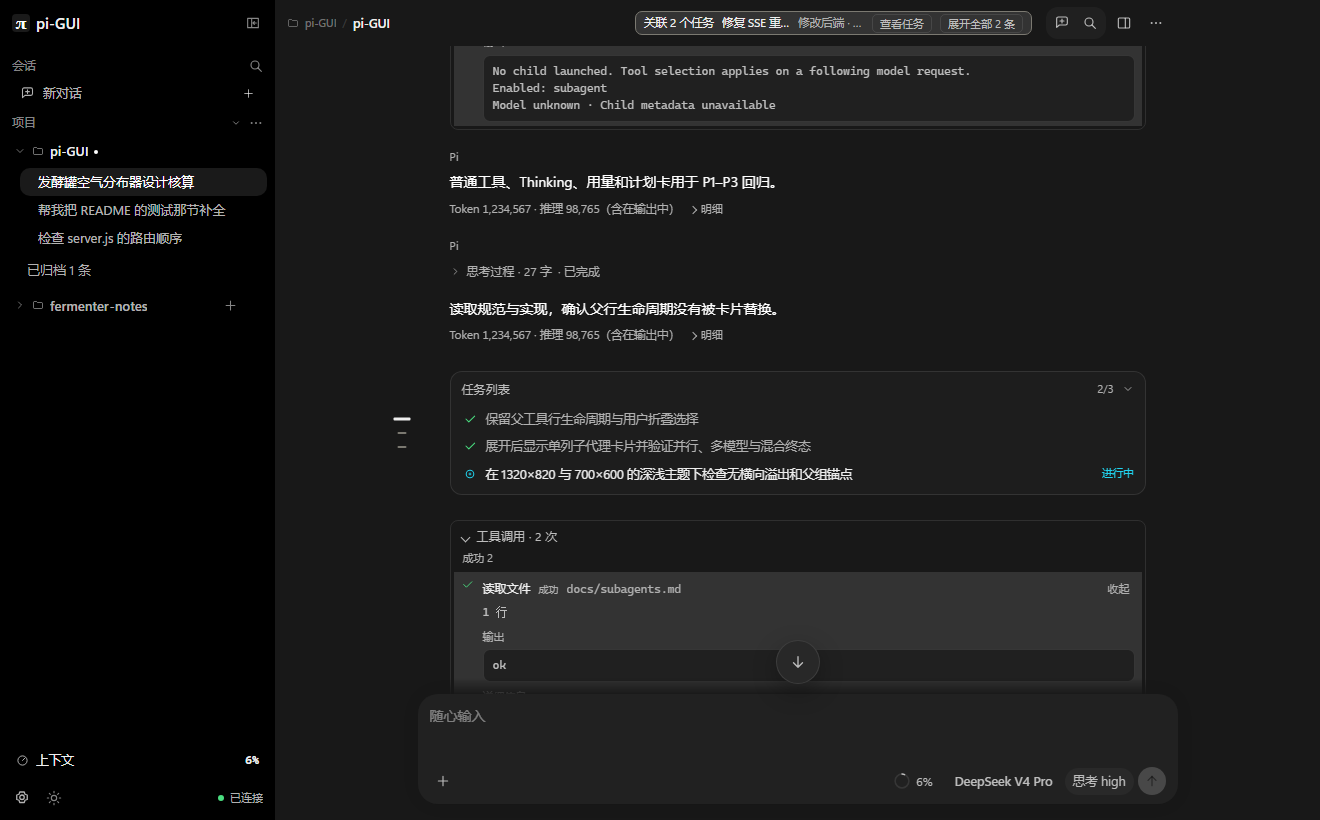 π pi-GUI
会话
新对话
项目
pi-GUI
发酵罐空气分布器设计核算
帮我把 README 的测试那节补全
检查 server.js 的路由顺序
已归档 1 条
fermenter-notes
上下文 6%
已连接
pi-GUI / pi-GUI
关联 2 个任务 修复 SSE 重... 修改后端 · ... 查看任务 展开全部 2 条
No child launched. Tool selection applies on a following model request.
Enabled: subagent
Model unknown · Child metadata unavailable
Pi
普通工具、Thinking、用量和计划卡用于 P1–P3 回归。
Token 1,234,567 · 推理 98,765（含在输出中） 明细
Pi
思考过程 · 27 字 · 已完成
读取规范与实现，确认父行生命周期没有被卡片替换。
Token 1,234,567 · 推理 98,765（含在输出中） 明细
任务列表 2/3
保留父工具行生命周期与用户折叠选择
展开后显示单列子代理卡片并验证并行、多模型与混合终态
在 1320×820 与 700×600 的深浅主题下检查无横向溢出和父组锚点 进行中
工具调用 · 2 次
成功 2
读取文件 成功 docs/subagents.md 收起
1 行
输出
ok
随心输入
6% DeepSeek V4 Pro 思考 high